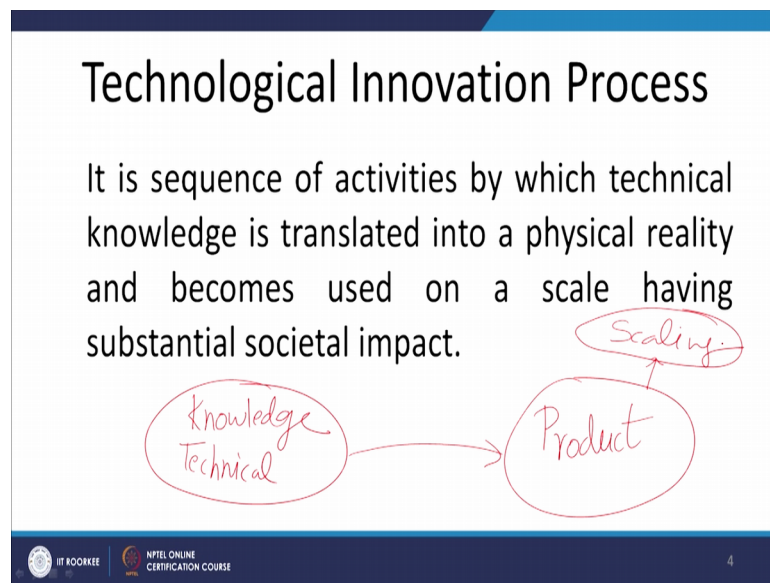 Technological Innovation Process
It is sequence of activities by which technical
knowledge is translated into a physical reality
and becomes used on a scale having
substantial societal impact.
Scaling
Knowledge
Technical
Product
IIT ROORKEE
NPTEL ONLINE
CERTIFICATION COURSE
4